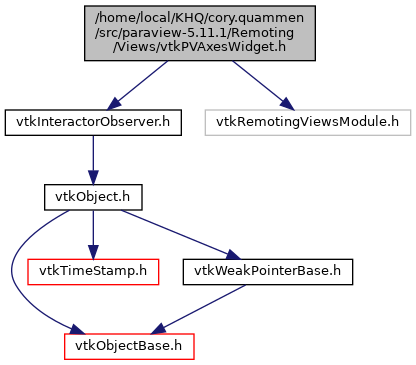 /home/local/KHQ/cory.quammen
/src/paraview-5.11.1/Remoting
/Views/vtkPVAxesWidget.h
vtkInteractorObserver.h
vtkRemotingViewsModule.h
vtkObject.h
vtkTimeStamp.h
vtkWeakPointerBase.h
vtkObjectBase.h